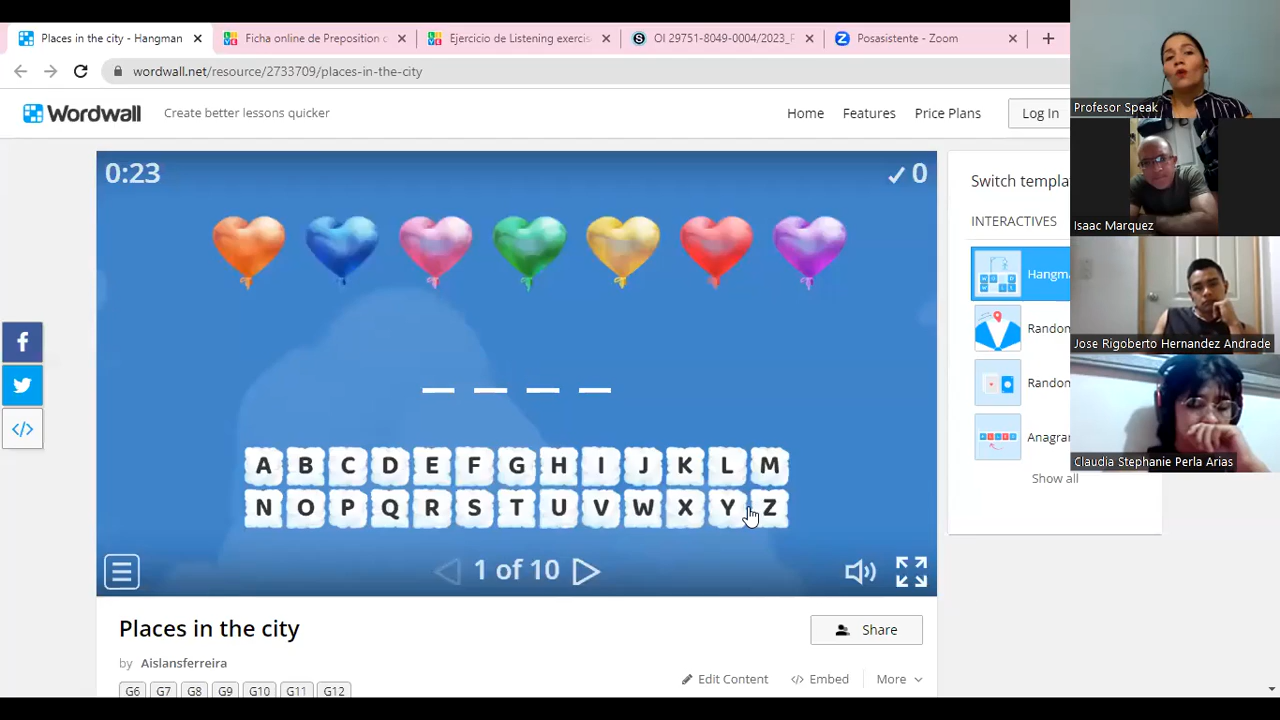 Places in the city - Hangman
Ficha online de Preposition c
Ejercicio de Listening exercis
OI 29751-8049-0004/2023_F
Posasistente - Zoom
wordwall.net/resource/2733709/places-in-the-city
Wordwall
Create better lessons quicker
Home
Features
Price Plans
Log In
0:23
0
A B C D E F G H I J K L M
N O P Q R S T U V W X Y Z
1 of 10
Switch templa
INTERACTIVES
Hangma
Random
Random
Anagra
Show all
Places in the city
Share
by Aislansferreira
Edit Content
Embed
More
G6 G7 G8 G9 G10 G11 G12
Profesor Speak
Isaac Marquez
Jose Rigoberto Hernandez Andrade
Claudia Stephanie Perla Arias